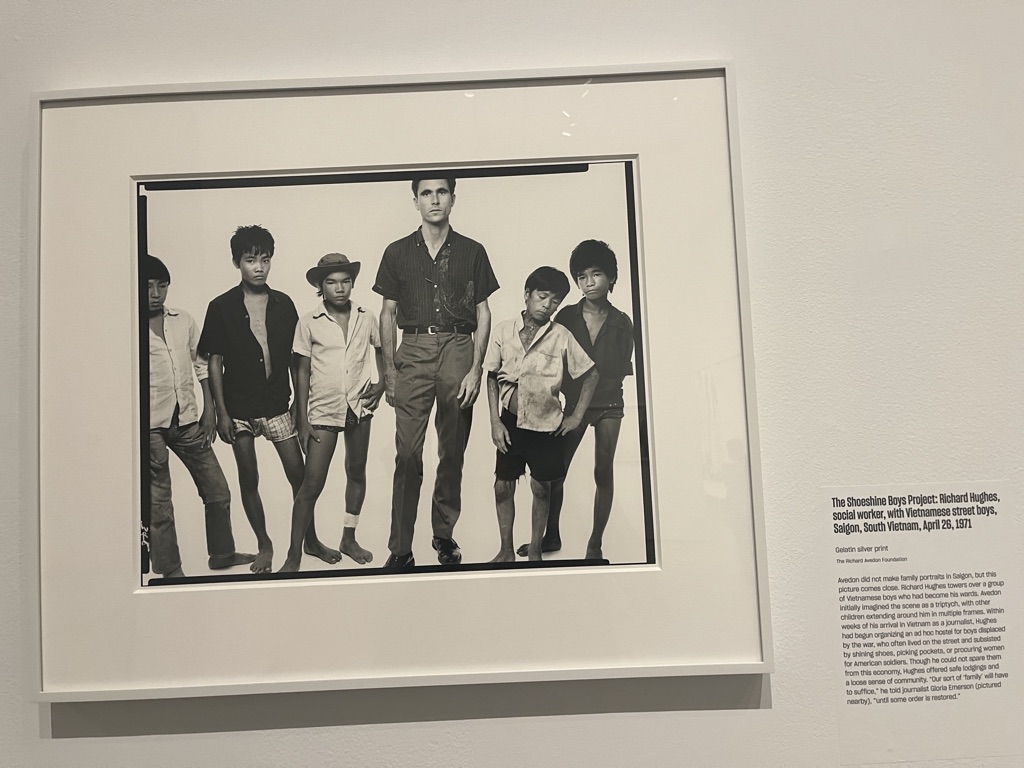 The Shoeshine Boys Project: Richard Hughes,
social worker, with Vietnamese street boys,
Saigon, South Vietnam, April 26, 1971
Gelatin silver print
The Richard Avedon Foundation
Avedon did not make family portraits in Saigon, but this
picture comes close. Richard Hughes towers over a group
of Vietnamese boys who had become his wards. Avedon
initially imagined the scene as a triptych, with other
children extending around him in multiple frames. Within
weeks of his arrival in Vietnam as a journalist, Hughes
had begun organizing an ad hoc hostel for boys displaced
by the war, who often lived on the street and subsisted
by shining shoes, picking pockets, or procuring women
for American soldiers. Though he could not spare them
from this economy, Hughes offered safe lodgings and
a loose sense of community. “Our sort of ‘family’ will have
to suffice,” he told journalist Gloria Emerson (pictured
nearby), “until some order is restored.”